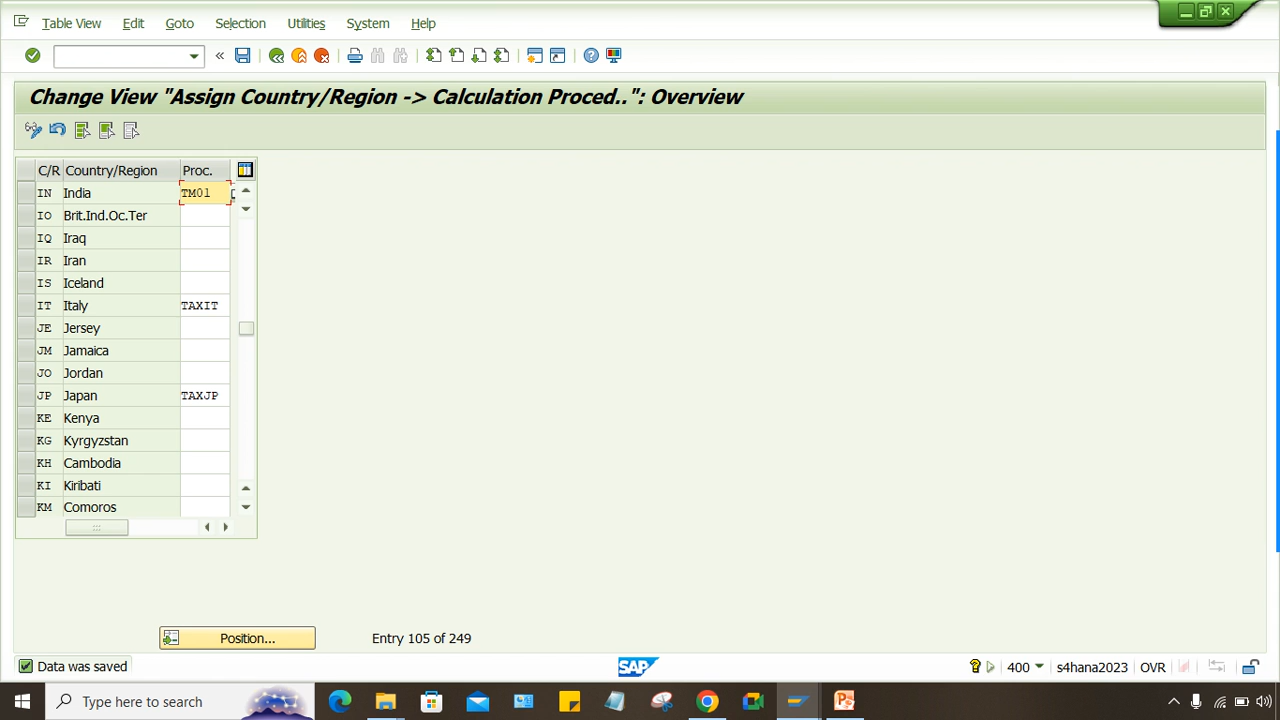 Table View Edit Goto Selection Utilities System Help
«
Change View "Assign Country/Region -> Calculation Proced..": Overview
C/R Country/Region Proc.
IN India TM01
IO Brit.Ind.Oc.Ter
IQ Iraq
IR Iran
IS Iceland
IT Italy TAXIT
JE Jersey
JM Jamaica
JO Jordan
JP Japan TAXJP
KE Kenya
KG Kyrgyzstan
KH Cambodia
KI Kiribati
KM Comoros
Position... Entry 105 of 249
Data was saved SAP 400 s4hana2023 OVR
Type here to search